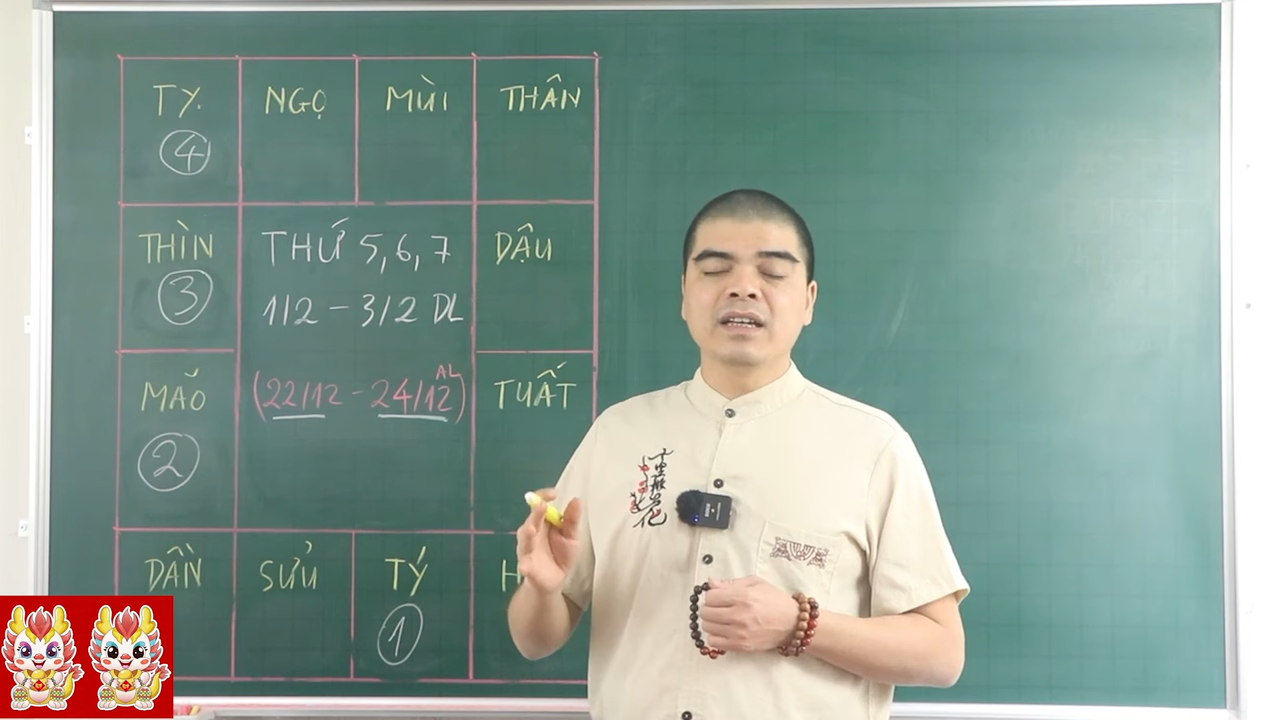 TỴ. NGỌ MÙI THÂN
4
THÌN THỨ 5, 6, 7 DẬU
3 1/2 – 3/2 DL
MÃO (22/12 – 24/12 AL) TUẤT
2
DẦN SỬU TÝ H
1